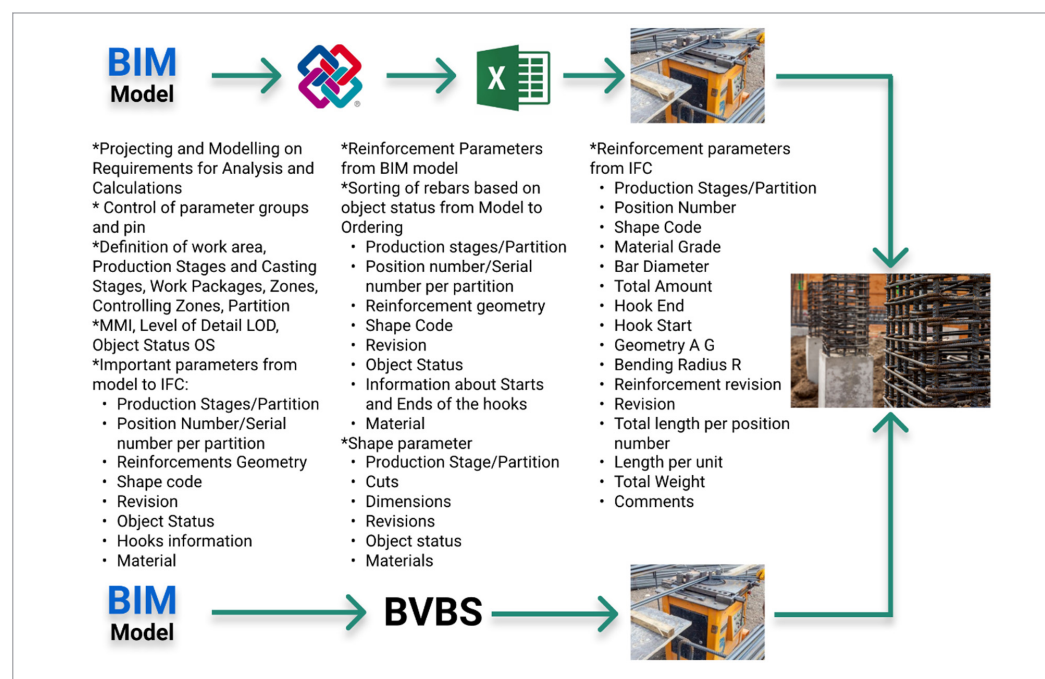 BIM
Model
X
®
*Projecting and Modelling on
Requirements for Analysis and
Calculations
* Control of parameter groups
and pin
*Definition of work area,
Production Stages and Casting
Stages, Work Packages, Zones,
Controlling Zones, Partition
*MMI, Level of Detail LOD,
Object Status OS
*Important parameters from
model to IFC:
• Production Stages/Partition
• Position Number/Serial
number per partition
• Reinforcements Geometry
• Shape code
• Revision
• Object Status
• Hooks information
• Material
*Reinforcement Parameters
from BIM model
*Sorting of rebars based on
object status from Model to
Ordering
• Production stages/Partition
• Position number/Serial
number per partition
• Reinforcement geometry
• Shape Code
• Revision
• Object Status
• Information about Starts
and Ends of the hooks
• Material
*Shape parameter
• Production Stage/Partition
• Cuts
• Dimensions
• Revisions
• Object status
• Materials
*Reinforcement parameters
from IFC
• Production Stages/Partition
• Position Number
• Shape Code
• Material Grade
• Bar Diameter
• Total Amount
• Hook End
• Hook Start
• Geometry A G
• Bending Radius R
• Reinforcement revision
• Revision
• Total length per position
number
• Length per unit
• Total Weight
• Comments
BIM
Model
BVBS